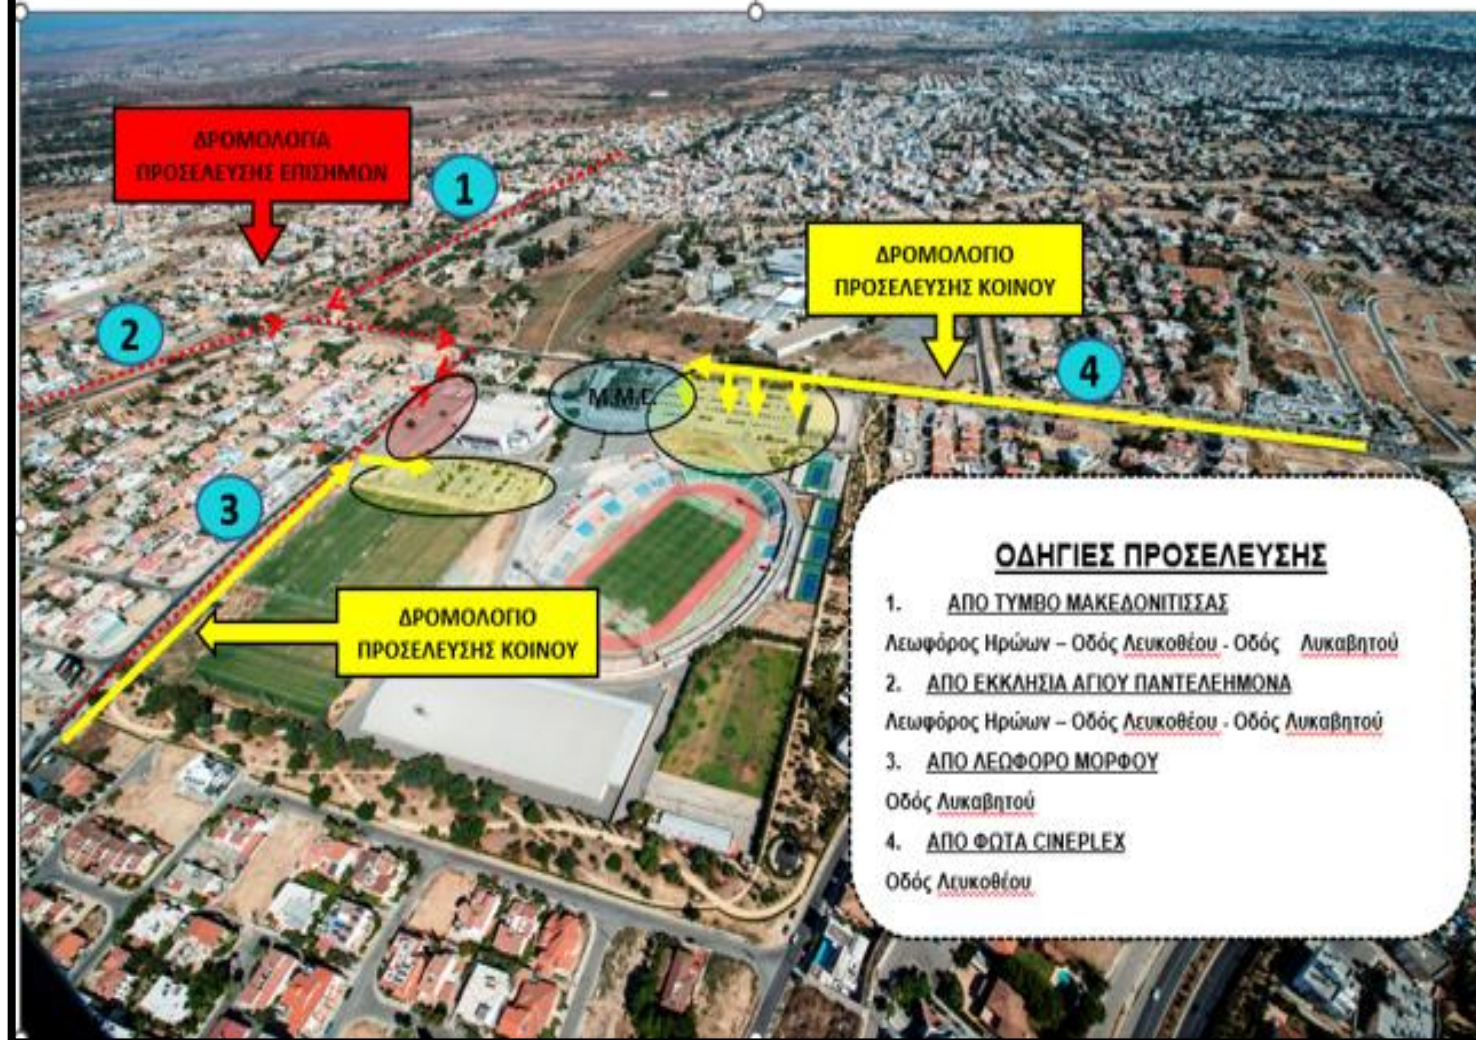 ΔΡΟΜΟΛΟΓΙΑ
ΠΡΟΣΕΛΕΥΣΗΣ ΕΠΙΣΗΜΩΝ
1
ΔΡΟΜΟΛΟΓΙΟ
ΠΡΟΣΕΛΕΥΣΗΣ ΚΟΙΝΟΥ
2
4
Μ.Μ.Ε.
3
ΔΡΟΜΟΛΟΓΙΟ
ΠΡΟΣΕΛΕΥΣΗΣ ΚΟΙΝΟΥ
ΟΔΗΓΙΕΣ ΠΡΟΣΕΛΕΥΣΗΣ
1. ΑΠΟ ΤΥΜΒΟ ΜΑΚΕΔΟΝΙΤΙΣΣΑΣ
Λεωφόρος Ηρώων – Οδός Λευκοθέου - Οδός Λυκαβητού
2. ΑΠΟ ΕΚΚΛΗΣΙΑ ΑΓΙΟΥ ΠΑΝΤΕΛΕΗΜΟΝΑ
Λεωφόρος Ηρώων – Οδός Λευκοθέου - Οδός Λυκαβητού
3. ΑΠΟ ΛΕΩΦΟΡΟ ΜΟΡΦΟΥ
Οδός Λυκαβητού
4. ΑΠΟ ΦΩΤΑ CINEPLEX
Οδός Λευκοθέου